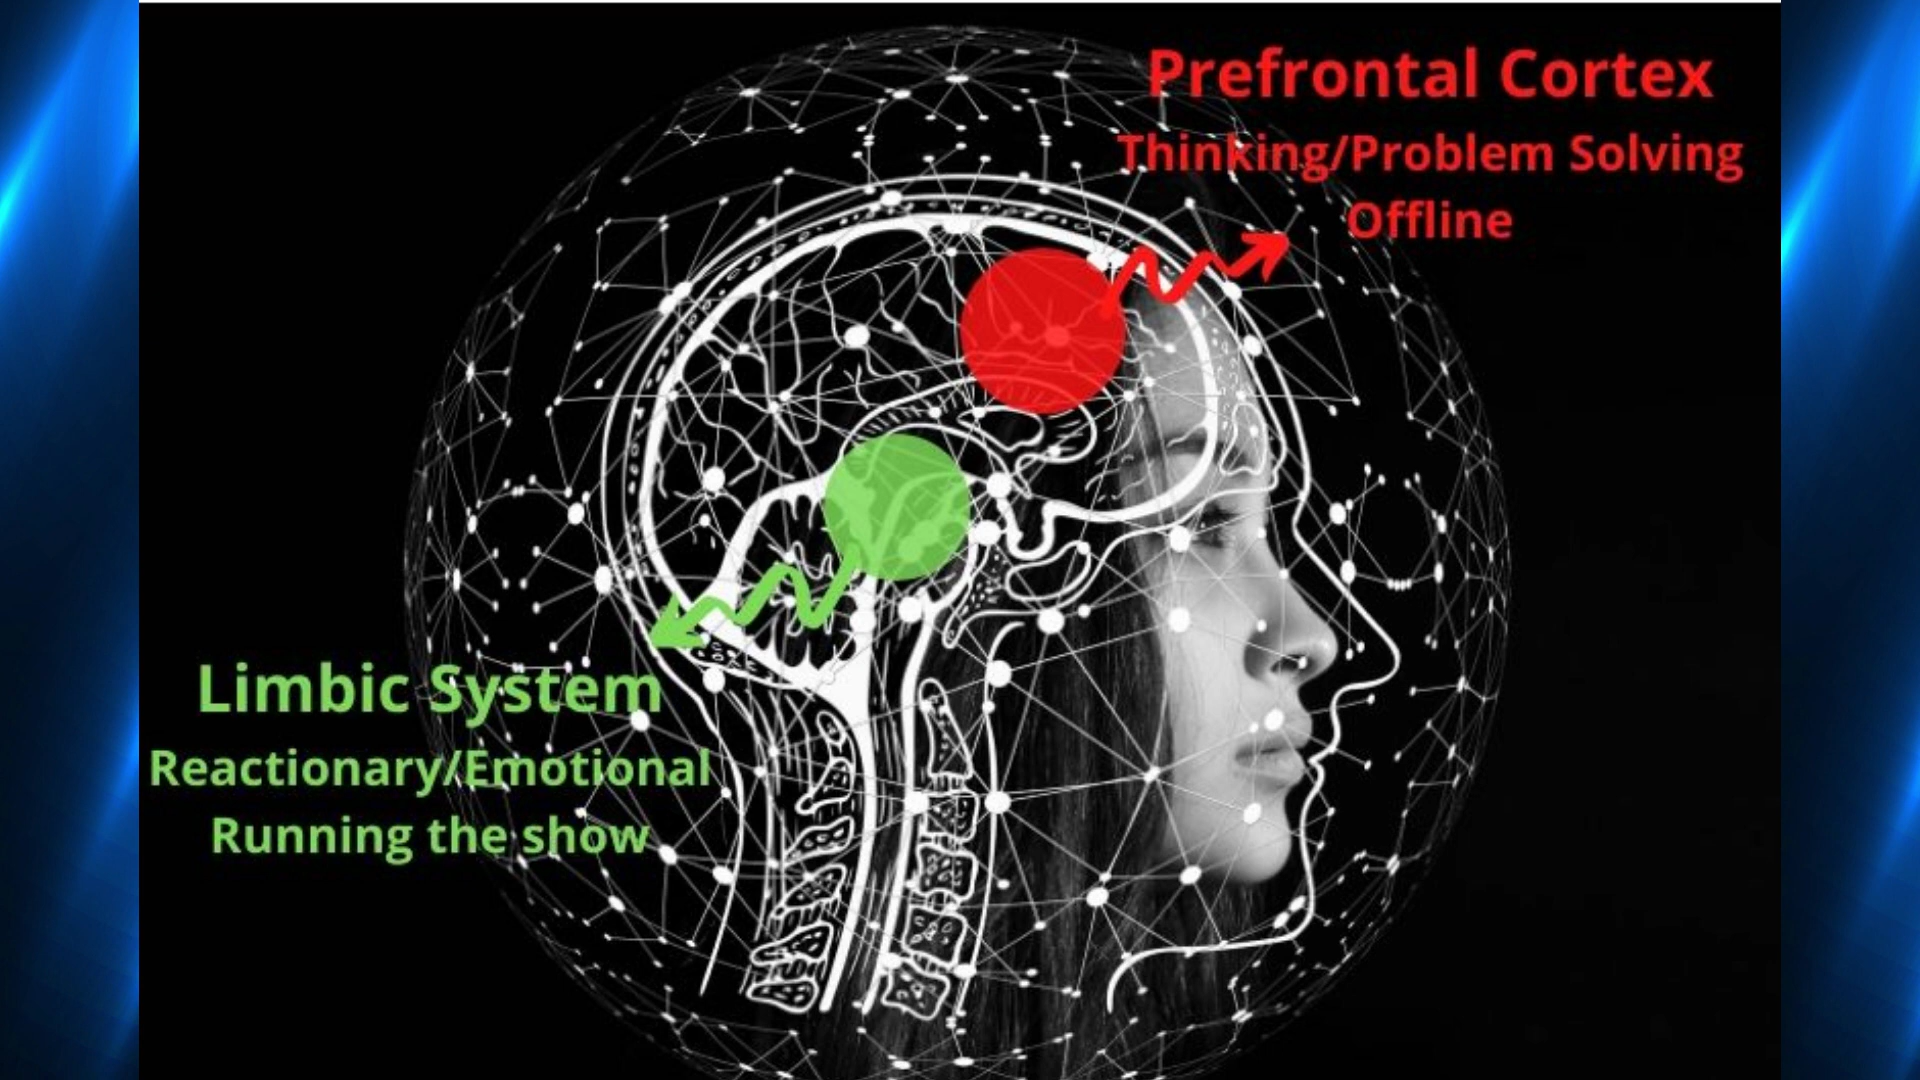 Prefrontal Cortex
Thinking/Problem Solving
Offline
Limbic System
Reactionary/Emotional
Running the show